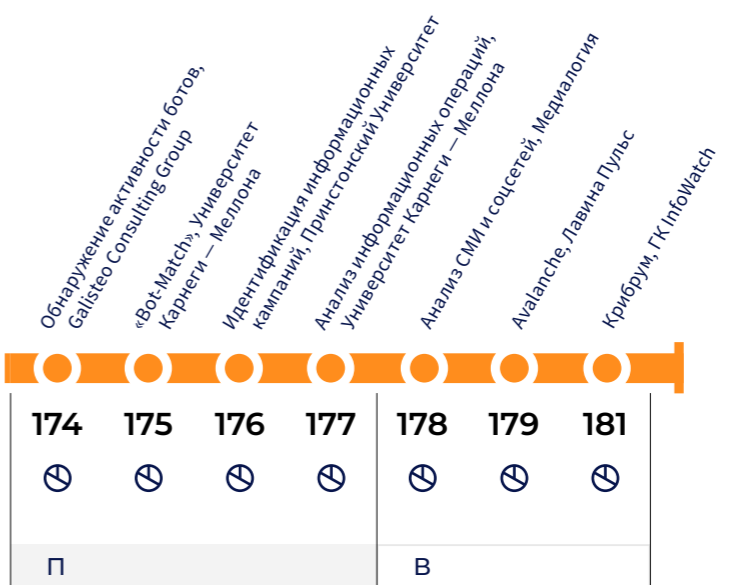 Обнаружение активности ботов,
Galisteo Consulting Group
«Bot-Match», Университет
Карнеги — Меллона
Идентификация информационных
кампаний, Принстонский Университет
Анализ информационных операций,
Университет Карнеги — Меллона
Анализ СМИ и соцсетей, Медиалогия
Avalanche, Лавина Пульс
Крибрум, ГК InfoWatch
174 175 176 177 178 179 181
П В